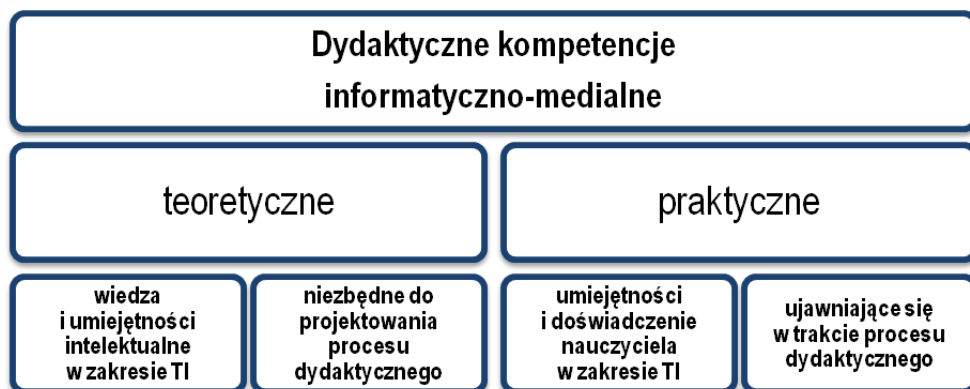 Dydaktyczne kompetencje
informatyczno-medialne
teoretyczne
praktyczne
wiedza
i umiejętności
intelektualne
w zakresie TI
niezbędne do
projektowania
procesu
dydaktycznego
umiejętności
i doświadczenie
nauczyciela
w zakresie TI
ujawniające się
w trakcie procesu
dydaktycznego